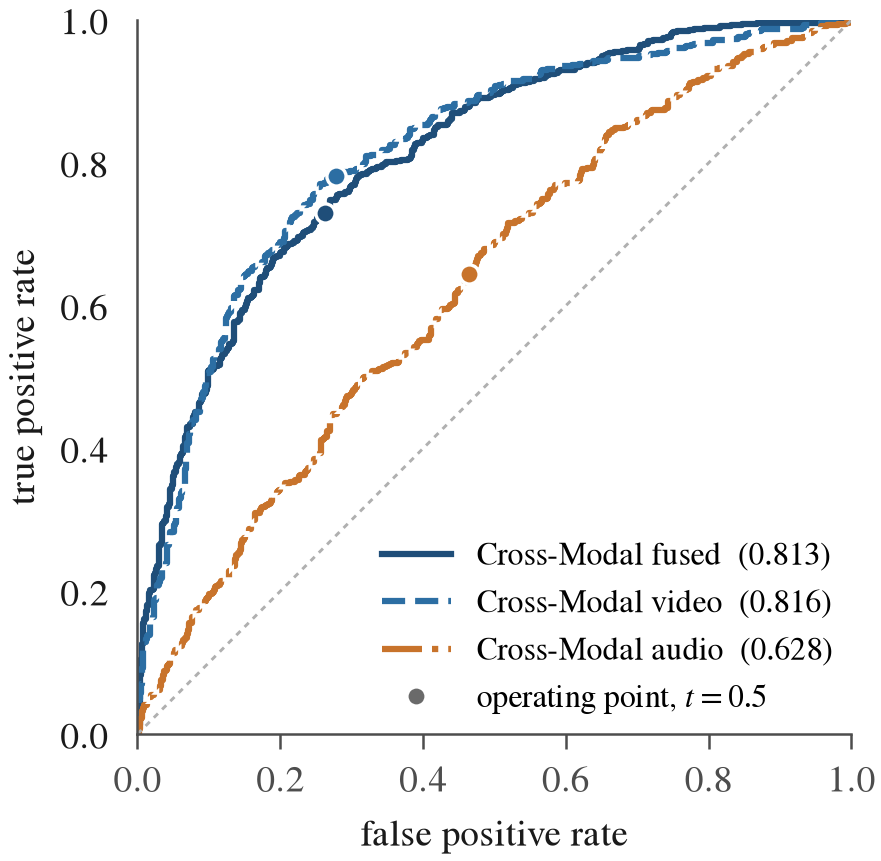 1.0
0.8
0.6
0.4
0.2
0.0
true positive rate
Cross-Modal fused (0.813)
Cross-Modal video (0.816)
Cross-Modal audio (0.628)
operating point, t = 0.5
0.0 0.2 0.4 0.6 0.8 1.0
false positive rate